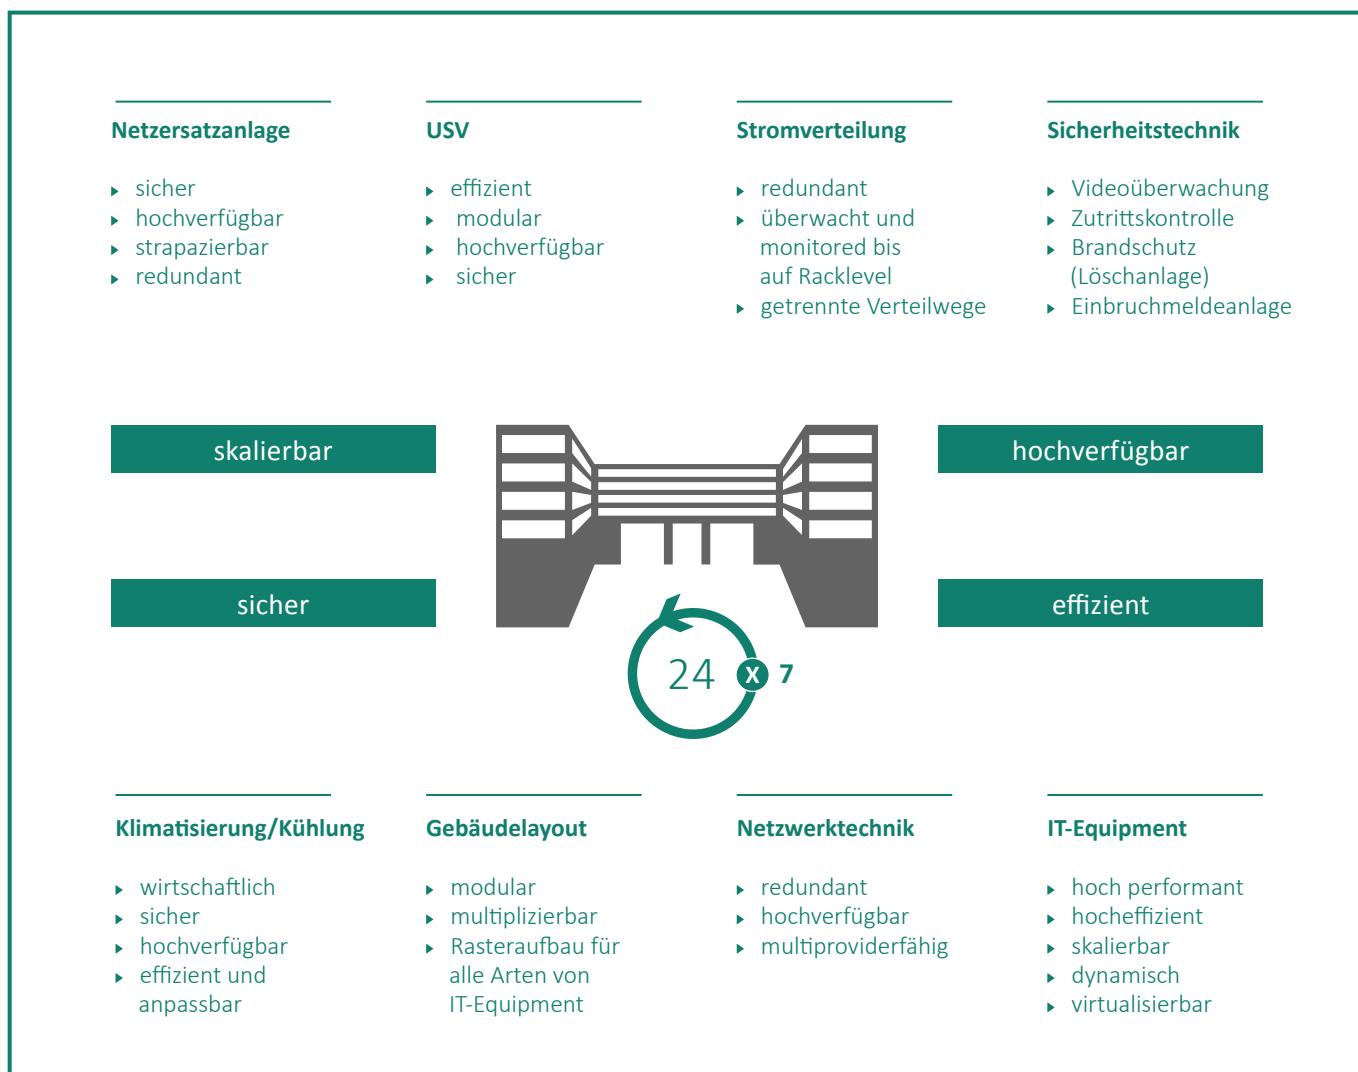 Netzersatzanlage
sicher
hochverfügbar
strapazierbar
redundant
USV
effizient
modular
hochverfügbar
sicher
Stromverteilung
redundant
überwacht und
monitored bis
auf Racklevel
getrennte Verteilwege
Sicherheitstechnik
Videoüberwachung
Zutrittskontrolle
Brandschutz
(Löschanlage)
Einbruchmeldeanlage
skalierbar
hochverfügbar
sicher
effizient
24 X 7
Klimatisierung/Kühlung
wirtschaftlich
sicher
hochverfügbar
effizient und
anpassbar
Gebäudelayout
modular
multiplizierbar
Rasteraufbau für
alle Arten von
IT-Equipment
Netzwerktechnik
redundant
hochverfügbar
multiproviderfähig
IT-Equipment
hoch performant
hocheffizient
skalierbar
dynamisch
virtualisierbar